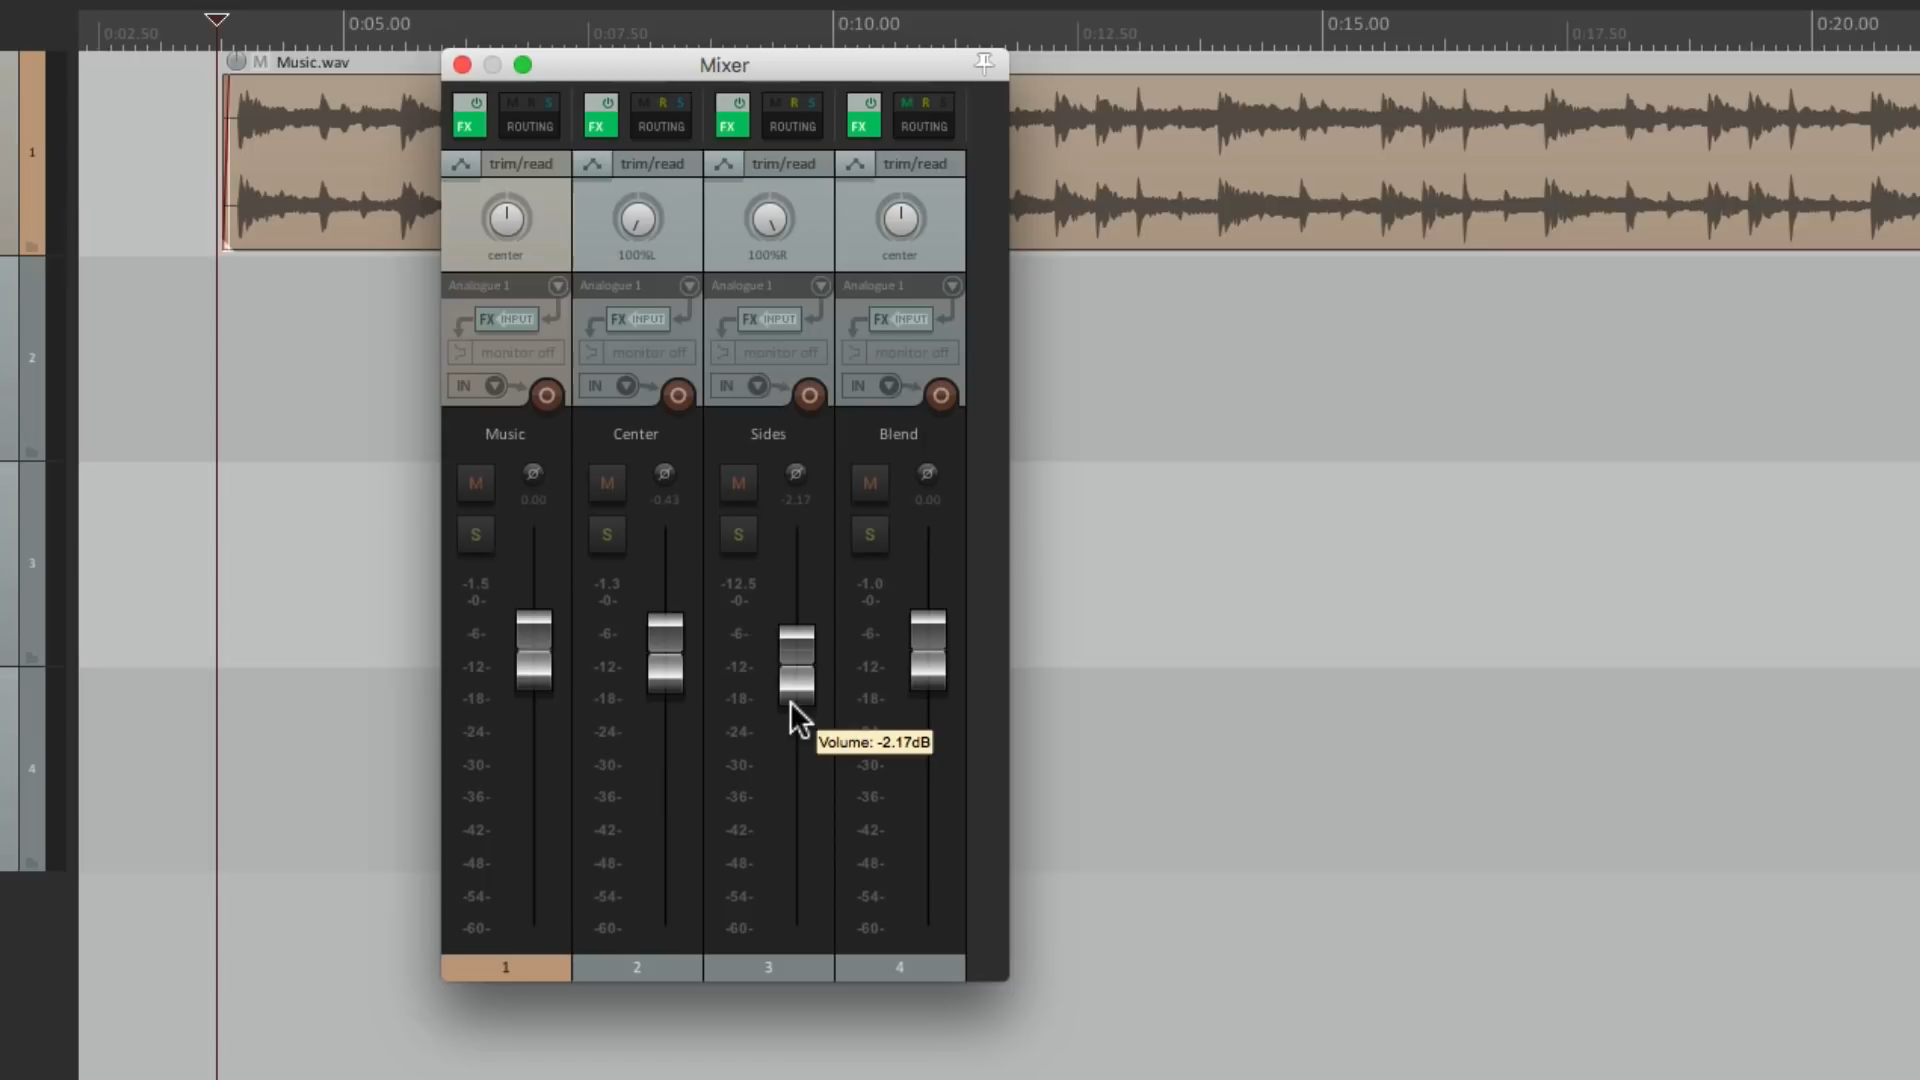 0:02.50 0:05.00 0:07.50 0:10.00 0:12.50 0:15.00 0:17.50 0:20.00
M Music.wav
Mixer
M R S M R S M R S M R S
FX ROUTING FX ROUTING FX ROUTING FX ROUTING
trim/read trim/read trim/read trim/read
center 100%L 100%R center
Analogue 1 Analogue 1 Analogue 1 Analogue 1
FX INPUT FX INPUT FX INPUT FX INPUT
monitor off monitor off monitor off monitor off
IN IN IN IN
Music Center Sides Blend
M Ø M Ø M Ø M Ø
0.00 -0.43 -2.17 0.00
S S S S
-1.5 -1.3 -12.5 -1.0
-0- -0- -0- -0-
-6- -6- -6- -6-
-12- -12- -12- -12-
-18- -18- -18- -18-
-24- -24- -24-
Volume: -2.17dB
-30- -30- -30- -30-
-36- -36- -36- -36-
-42- -42- -42- -42-
-48- -48- -48- -48-
-54- -54- -54- -54-
-60- -60- -60- -60-
1 2 3 4
1
2
3
4